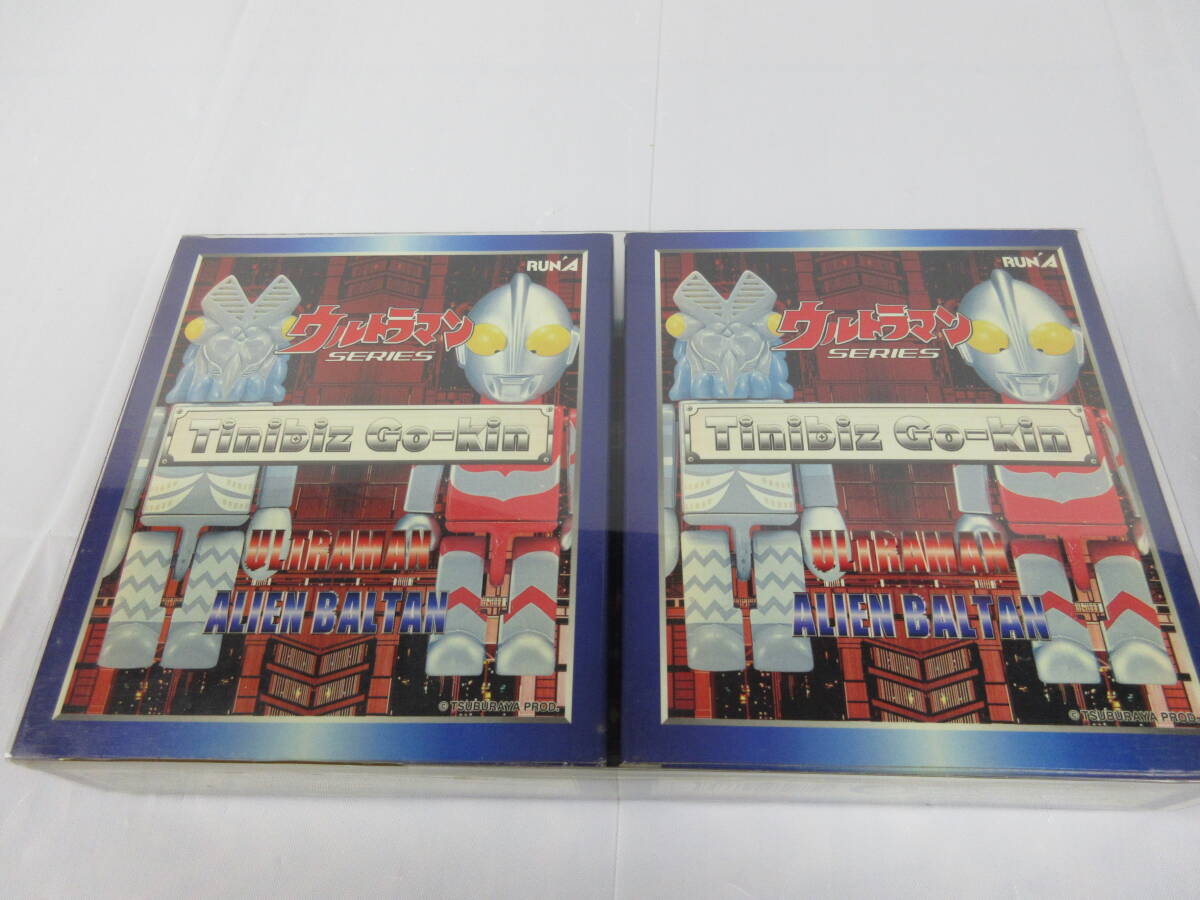 RUN'A
ウルトラマン
SERIES
Tinibiz Go-kin
ULtRAMAN
ALIEN BALTAN
© TSUBURAYA PROD.
RUN'A
ウルトラマン
SERIES
Tinibiz Go-kin
ULtRAMAN
ALIEN BALTAN
© TSUBURAYA PROD.